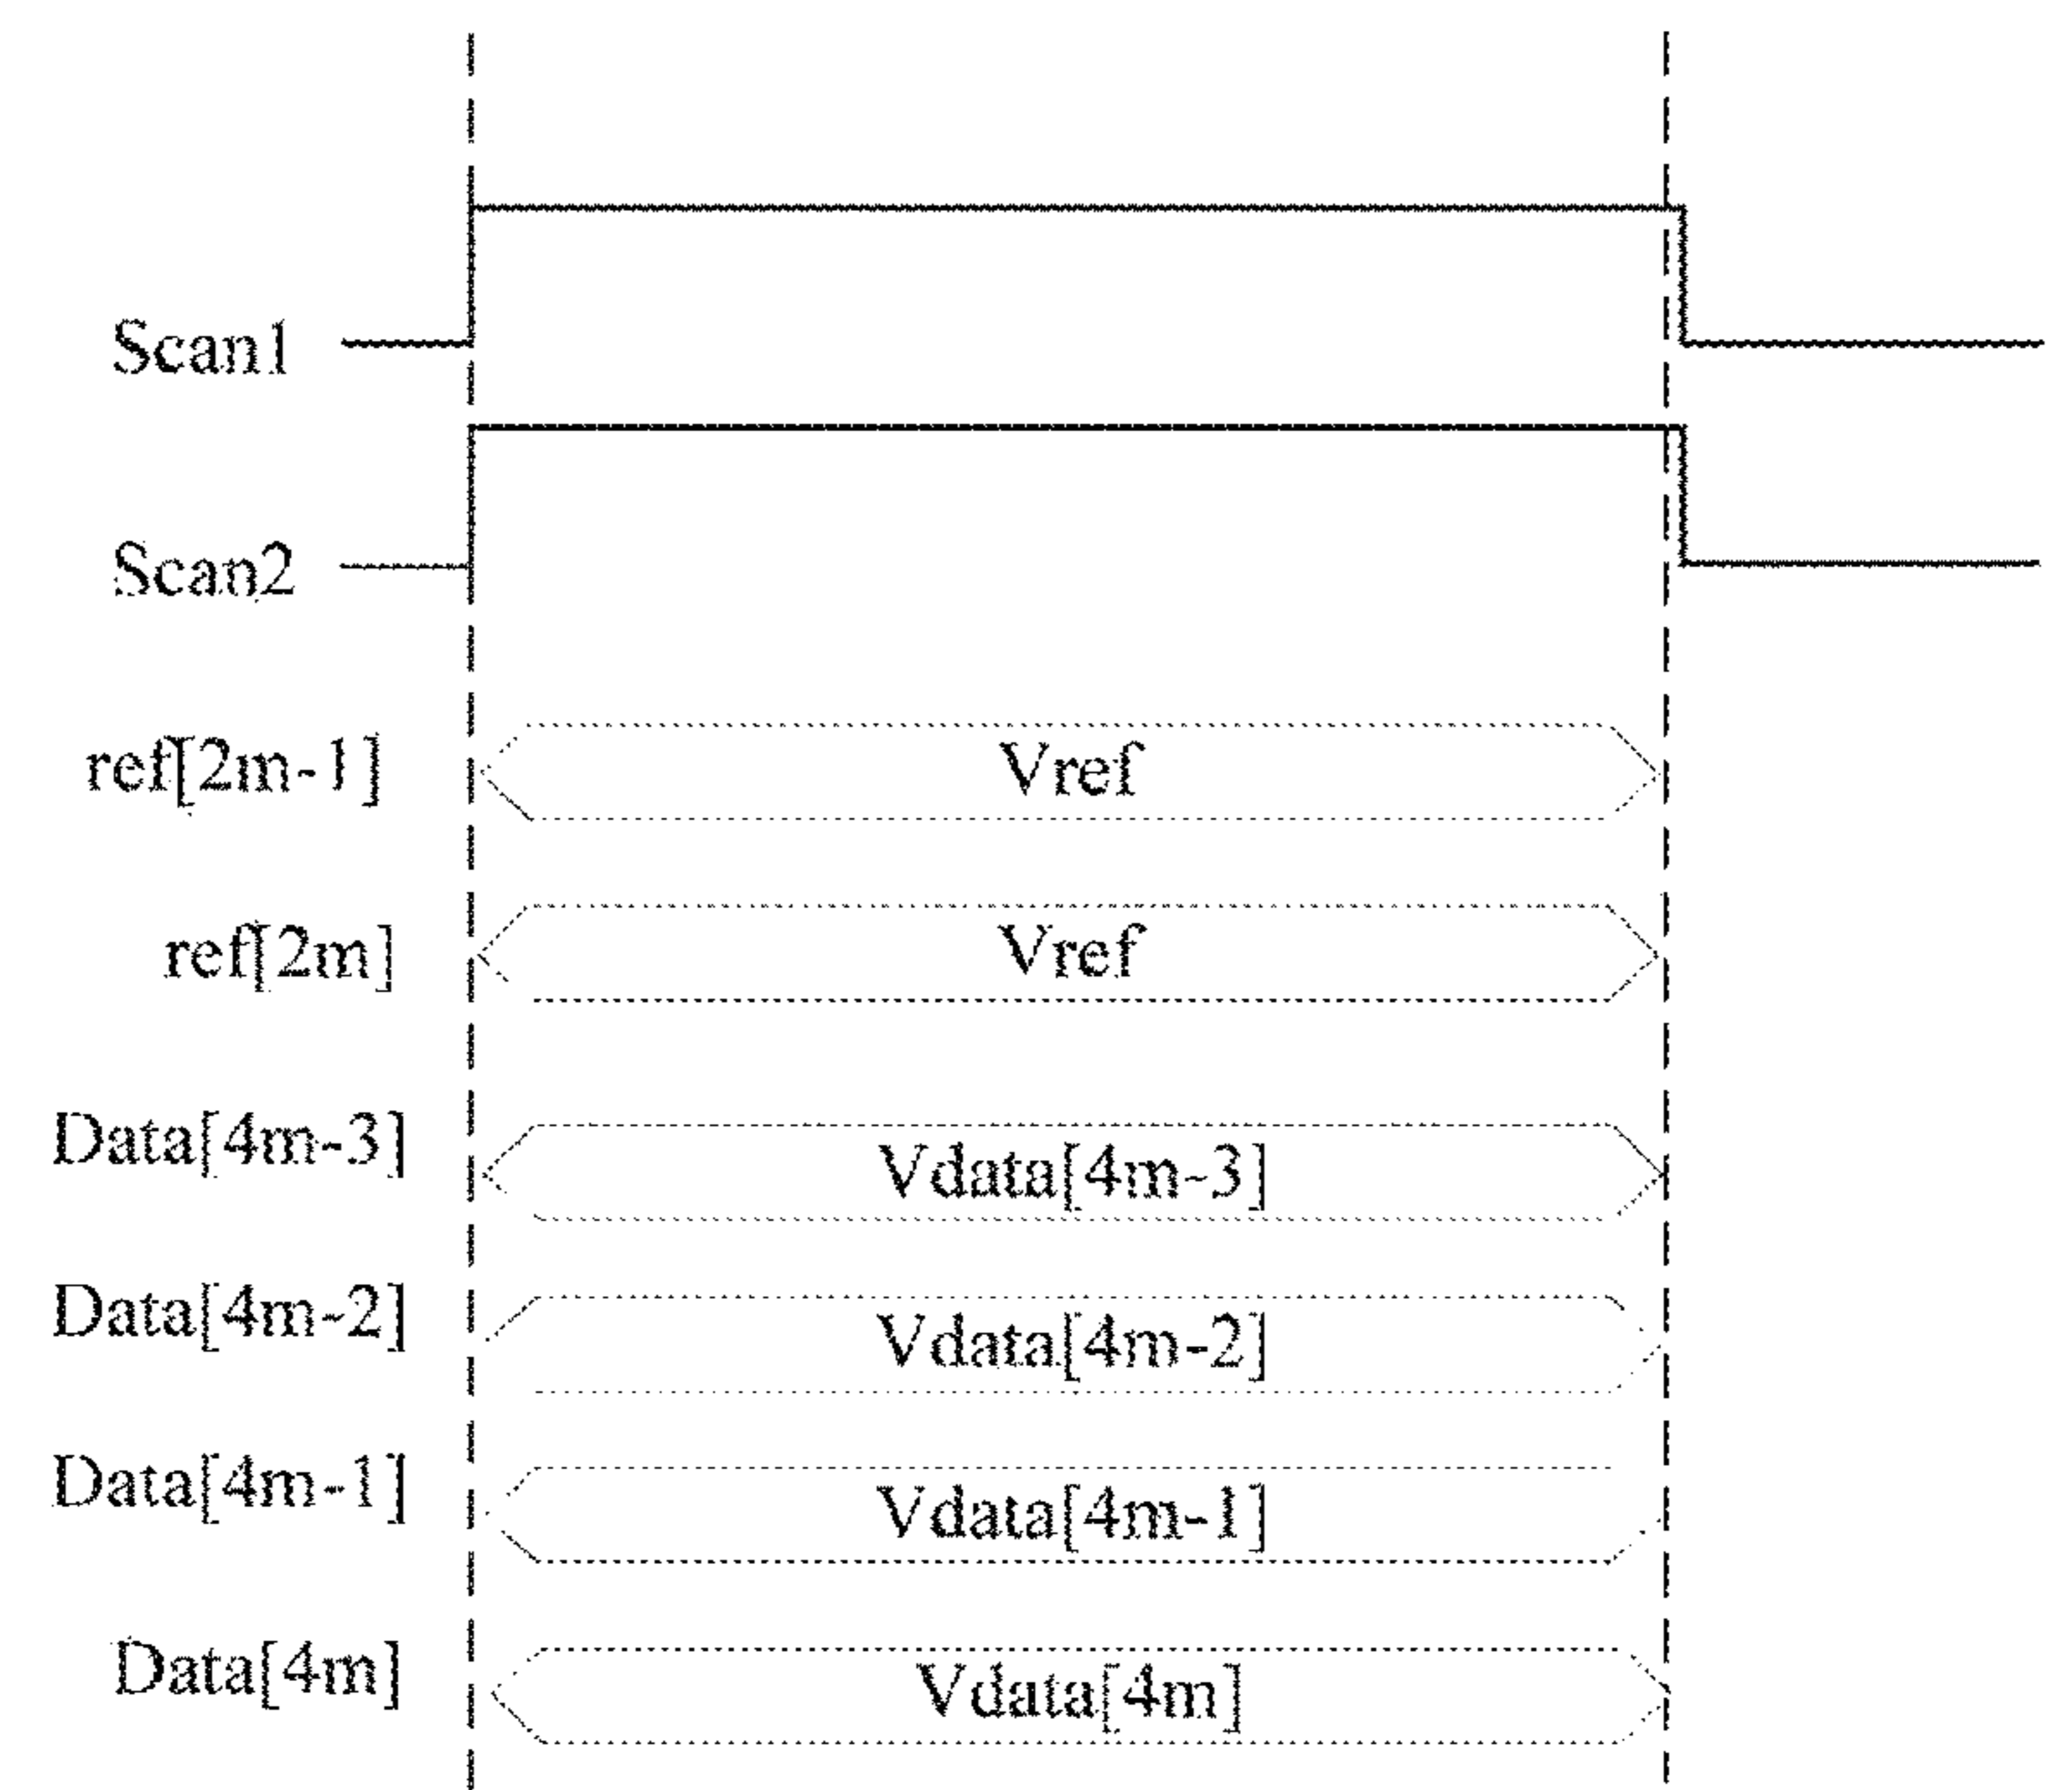 Scan1
Scan2
ref[2m-1] Vref
ref[2m] Vref
Data[4m-3] Vdata[4m-3]
Data[4m-2] Vdata[4m-2]
Data[4m-1] Vdata[4m-1]
Data[4m] Vdata[4m]